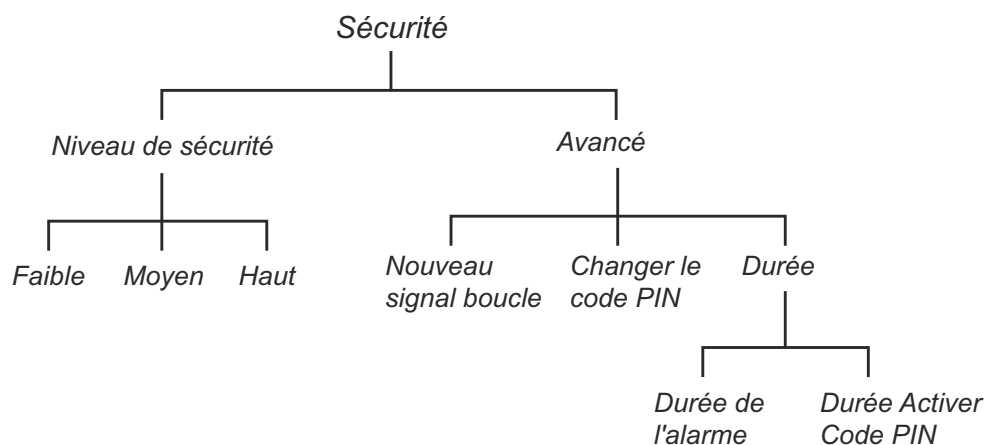 Sécurité
Niveau de sécurité
Avancé
Faible
Moyen
Haut
Nouveau
signal boucle
Changer le
code PIN
Durée
Durée de
l'alarme
Durée Activer
Code PIN